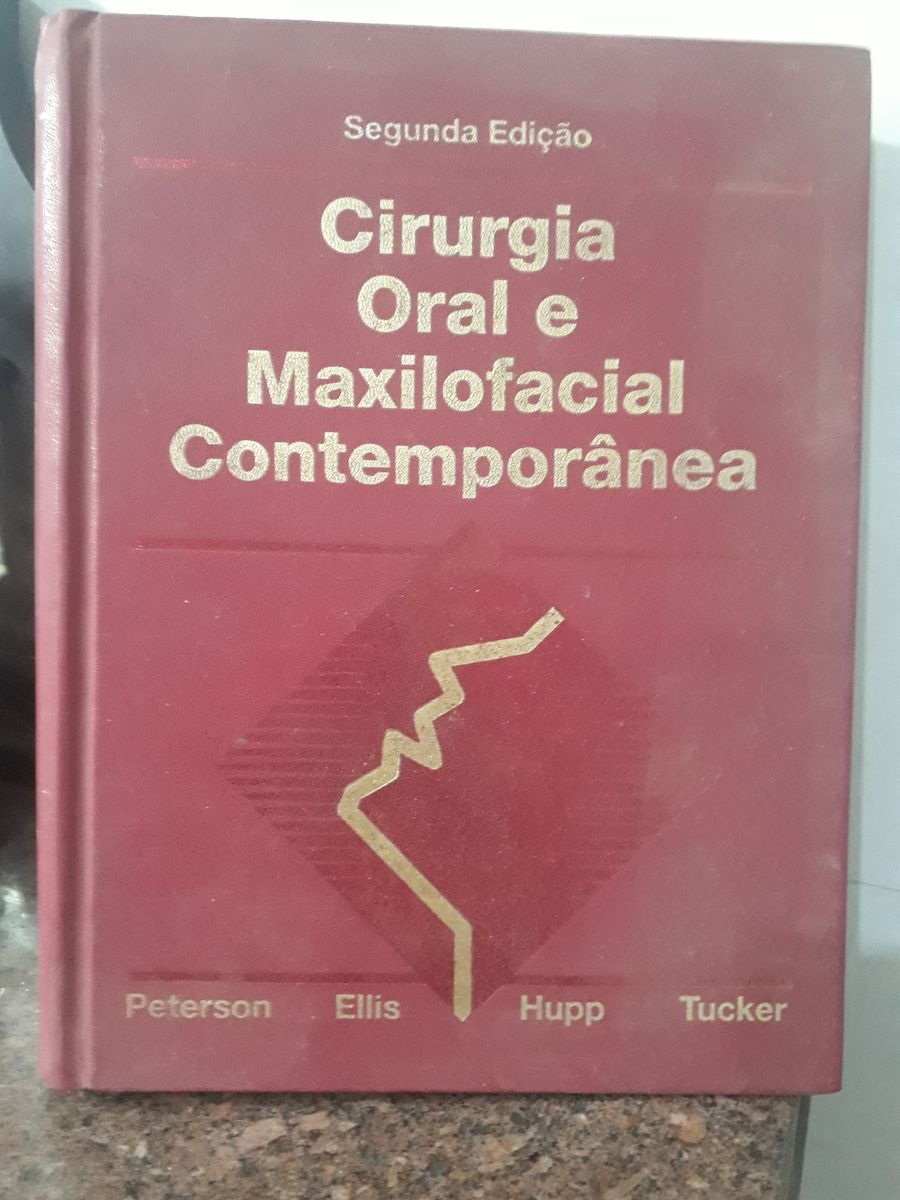 Segunda Edição
Cirurgia
Oral e
Maxilofacial
Contemporânea
Peterson Ellis Hupp Tucker